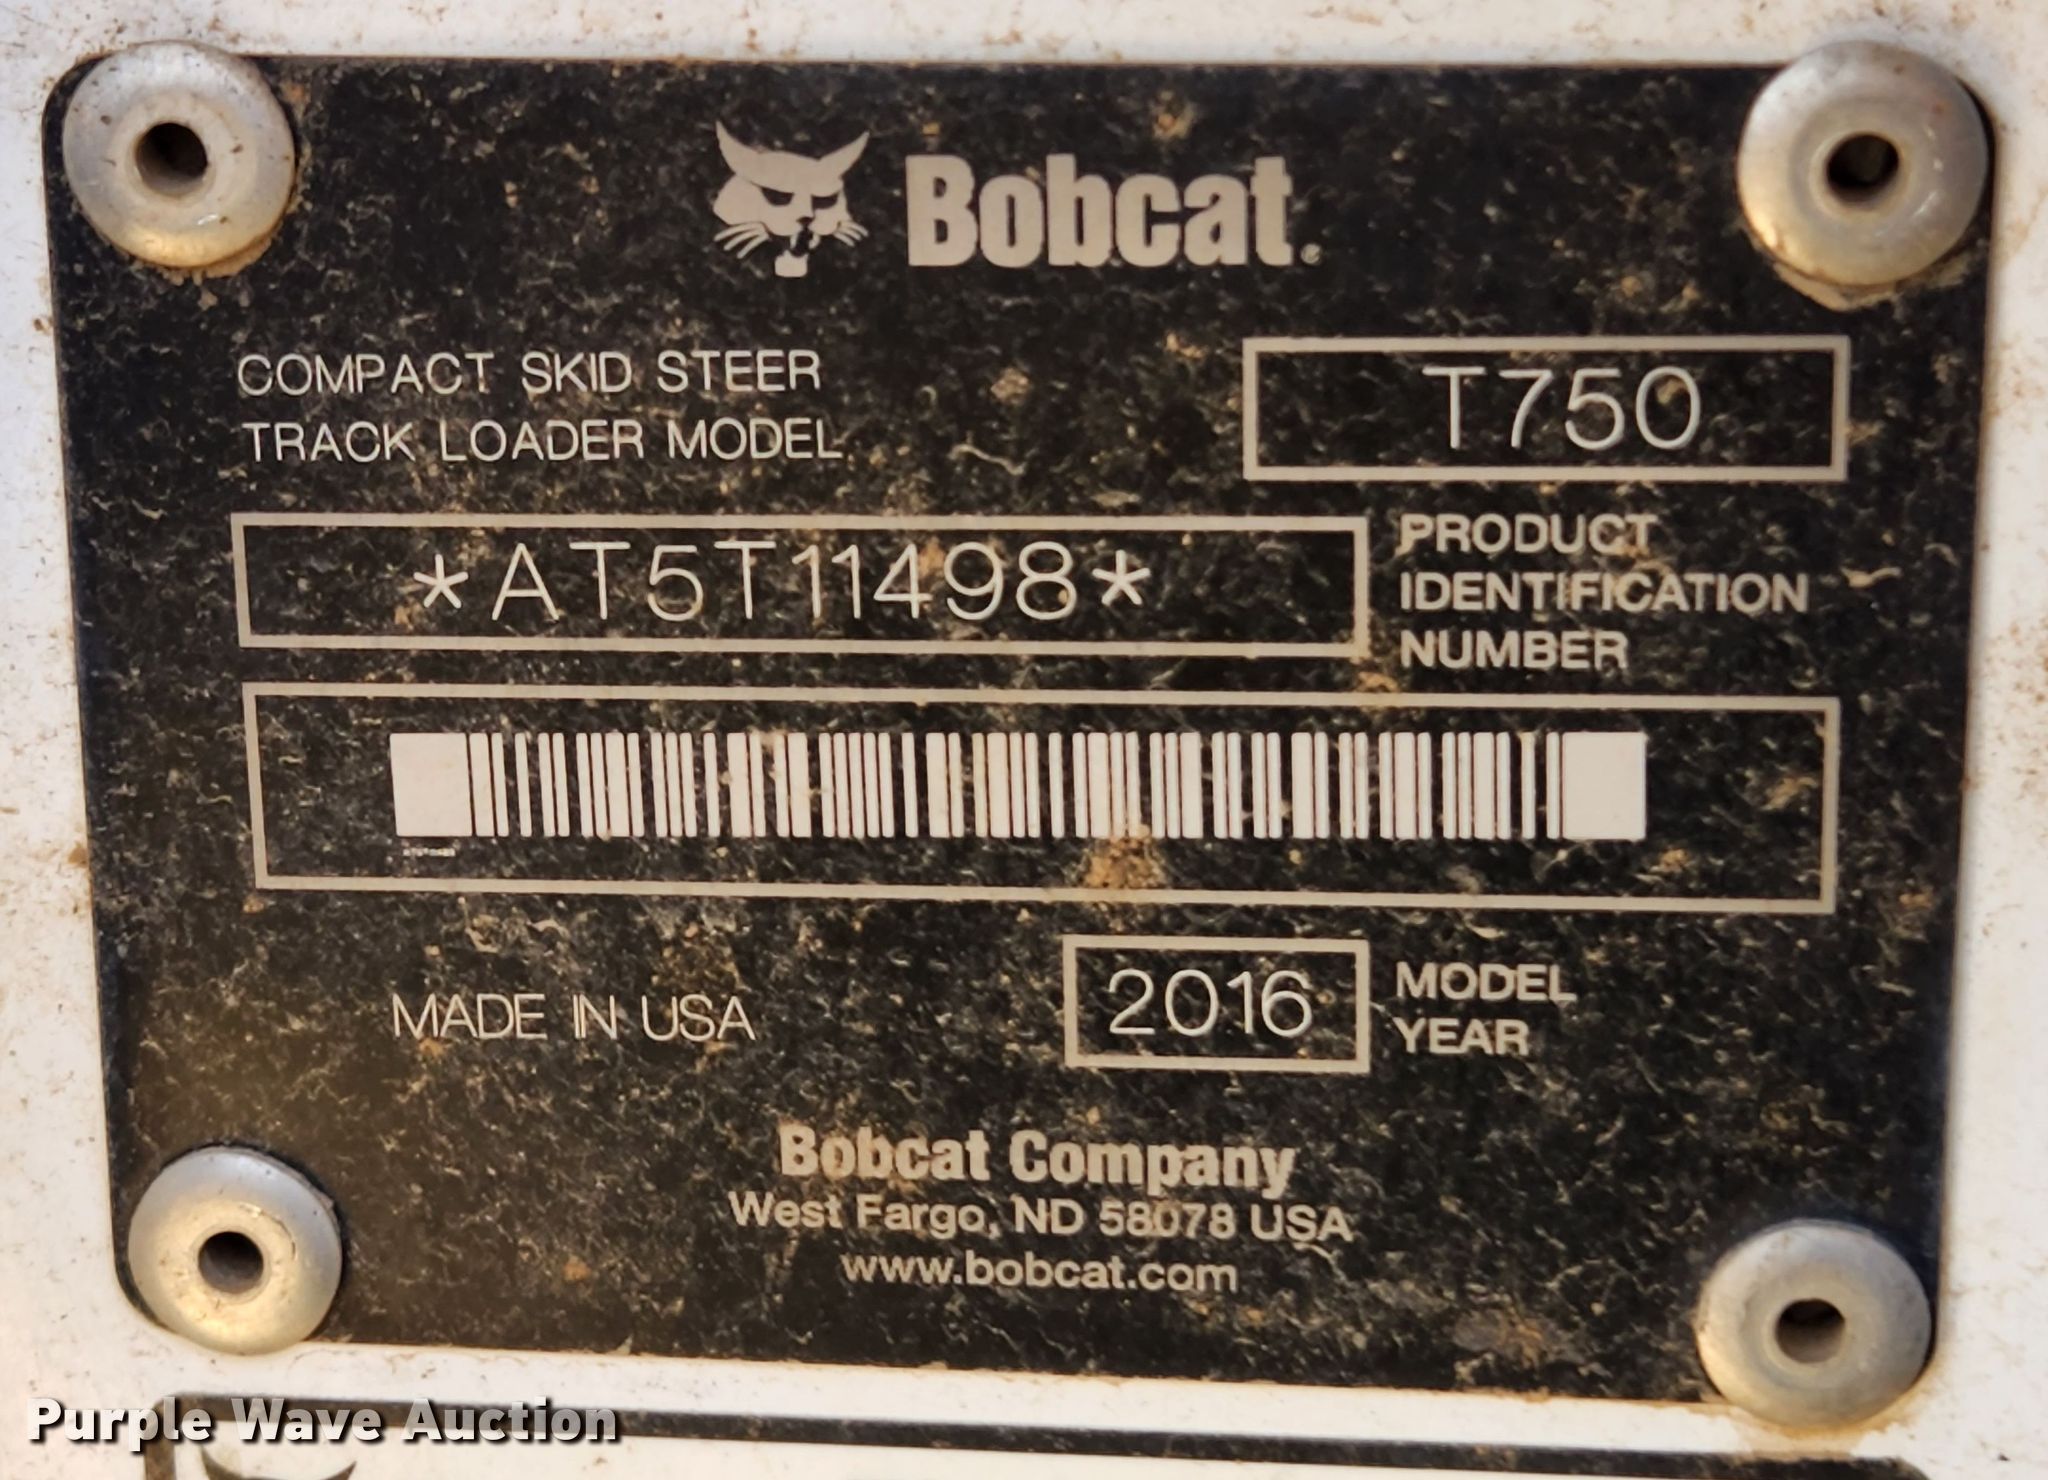 Bobcat.
COMPACT SKID STEER
TRACK LOADER MODEL
T750
*AT5T11498*
PRODUCT
IDENTIFICATION
NUMBER
MADE IN USA
2016
MODEL
YEAR
Bobcat Company
West Fargo, ND 58078 USA
www.bobcat.com
Purple Wave Auction